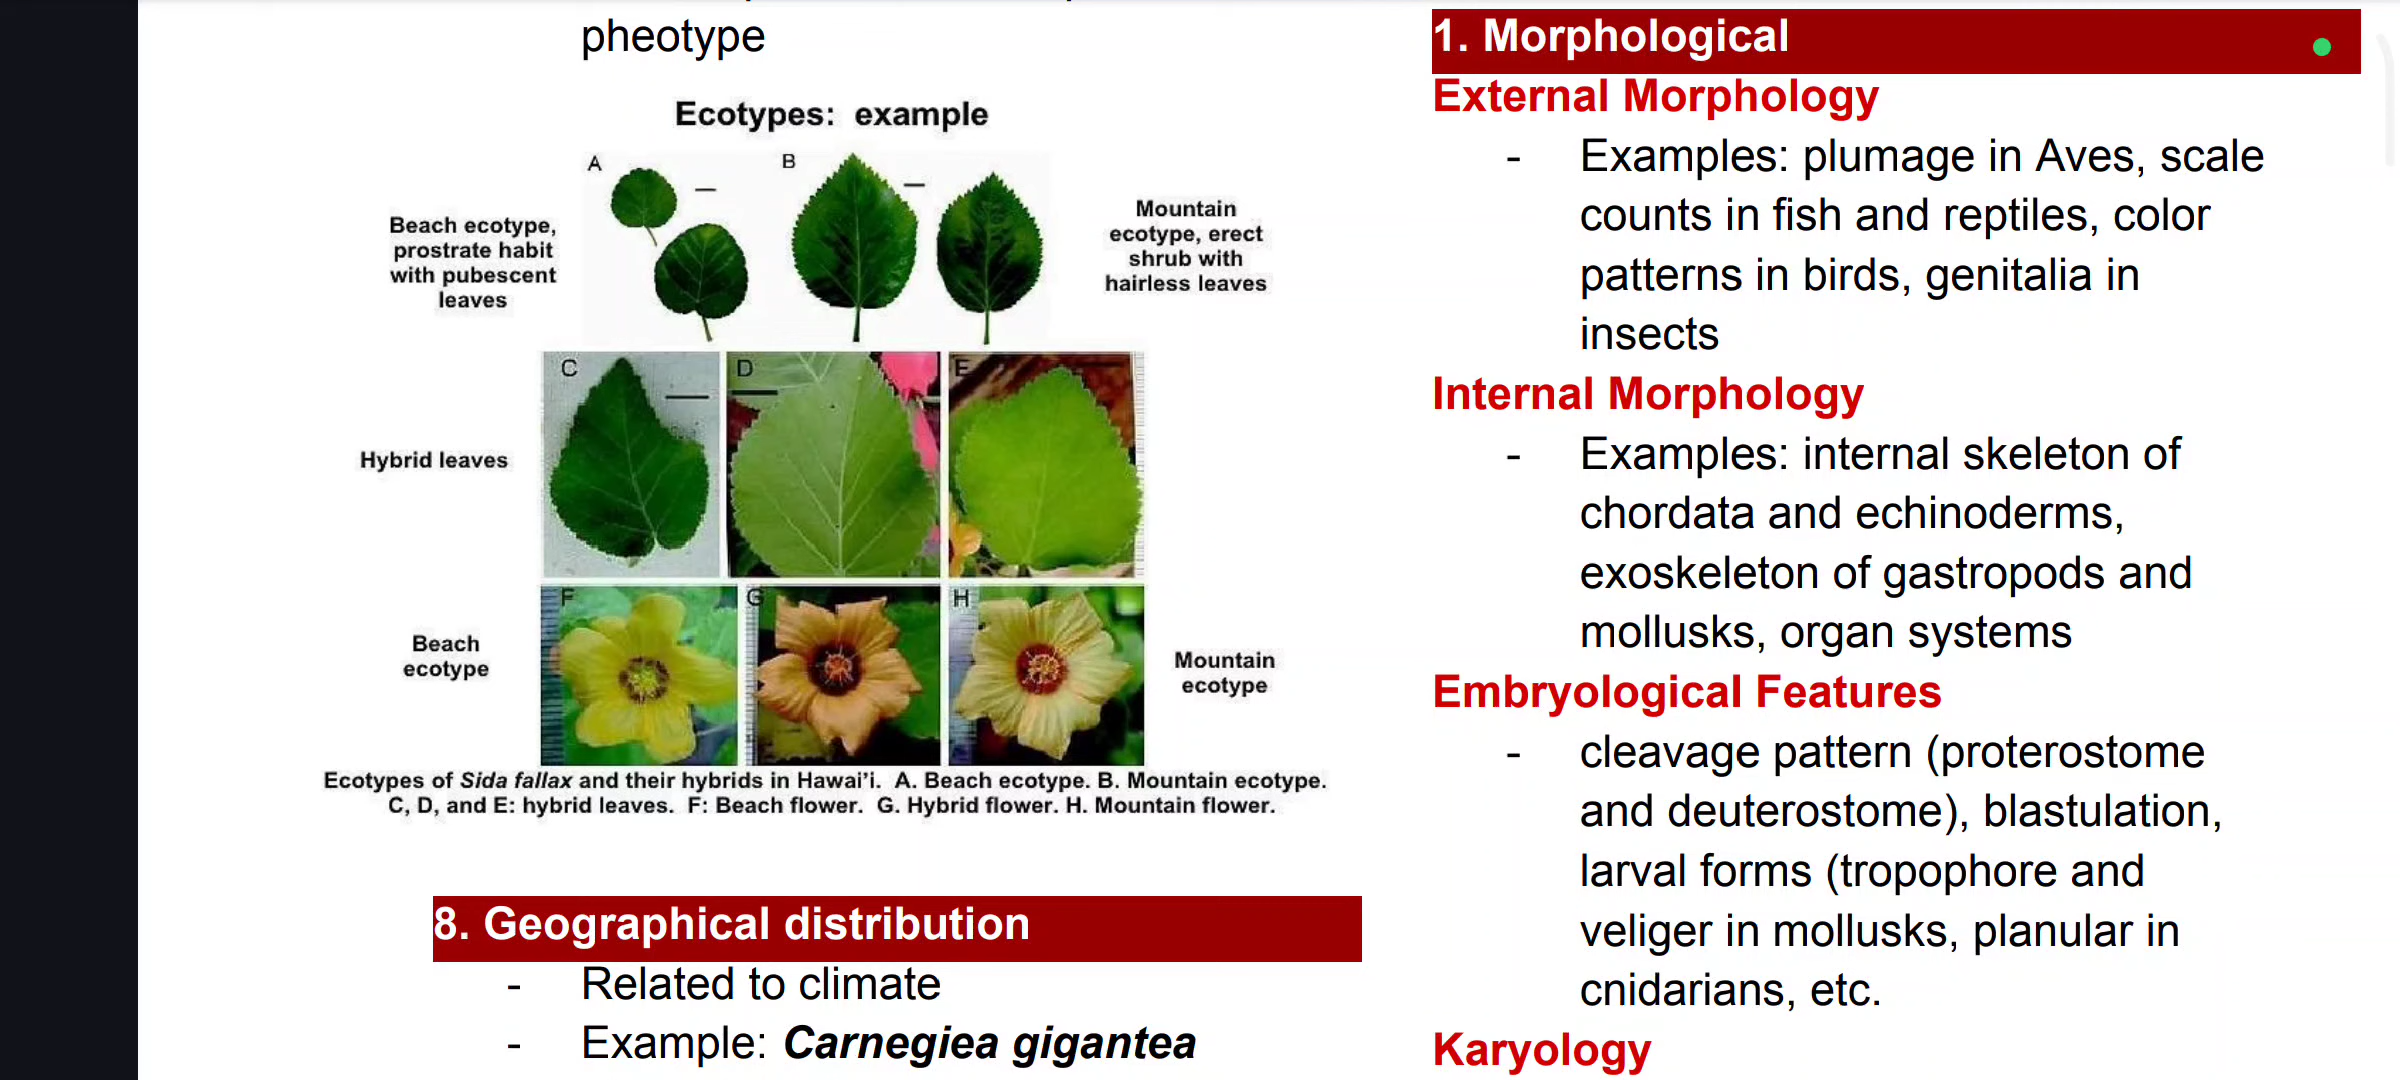 pheotype
Ecotypes: example
A
B
Beach ecotype,
prostrate habit
with pubescent
leaves
Mountain
ecotype, erect
shrub with
hairless leaves
C
D
E
Hybrid leaves
F
G
H
Beach
ecotype
Mountain
ecotype
Ecotypes of Sida fallax and their hybrids in Hawai'i. A. Beach ecotype. B. Mountain ecotype.
C, D, and E: hybrid leaves. F: Beach flower. G. Hybrid flower. H. Mountain flower.
8. Geographical distribution
- Related to climate
- Example: Carnegiea gigantea
1. Morphological
External Morphology
- Examples: plumage in Aves, scale
counts in fish and reptiles, color
patterns in birds, genitalia in
insects
Internal Morphology
- Examples: internal skeleton of
chordata and echinoderms,
exoskeleton of gastropods and
mollusks, organ systems
Embryological Features
- cleavage pattern (proterostome
and deuterostome), blastulation,
larval forms (tropophore and
veliger in mollusks, planular in
cnidarians, etc.
Karyology